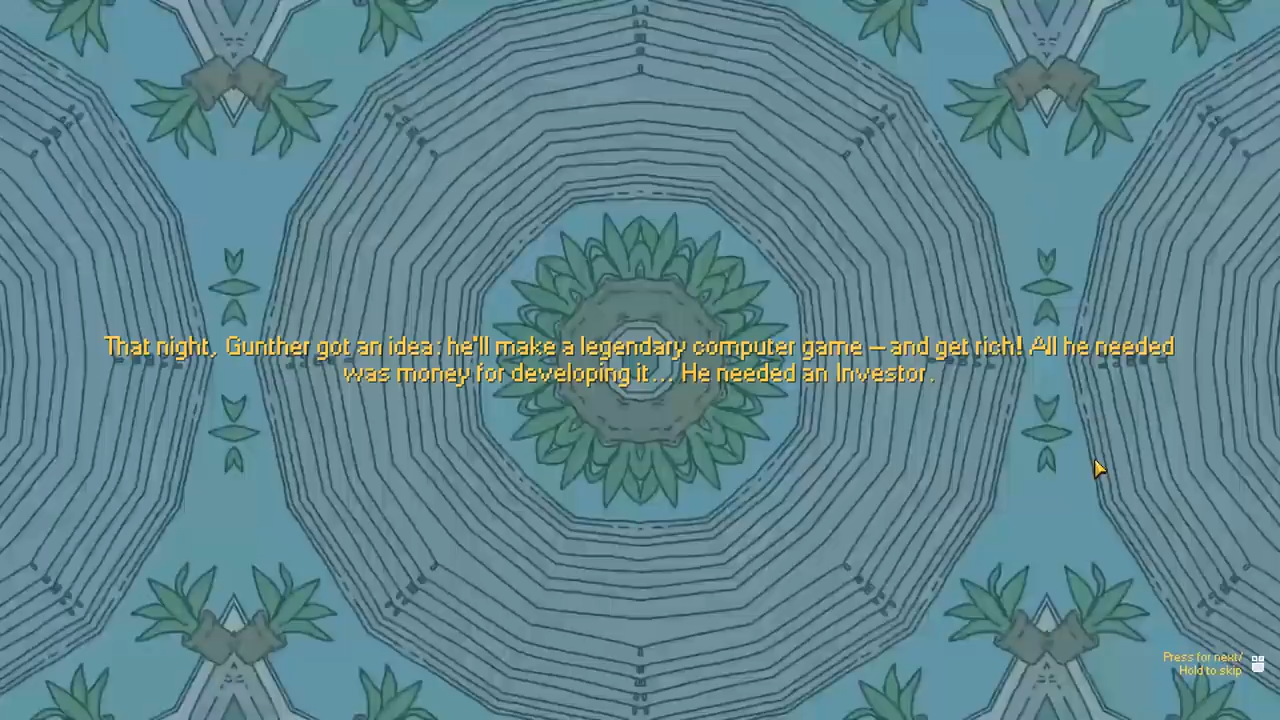 That night, Gunther got an idea: he'll make a legendary computer game – and get rich! All he needed
was money for developing it... He needed an Investor.
Press for next/
Hold to skip